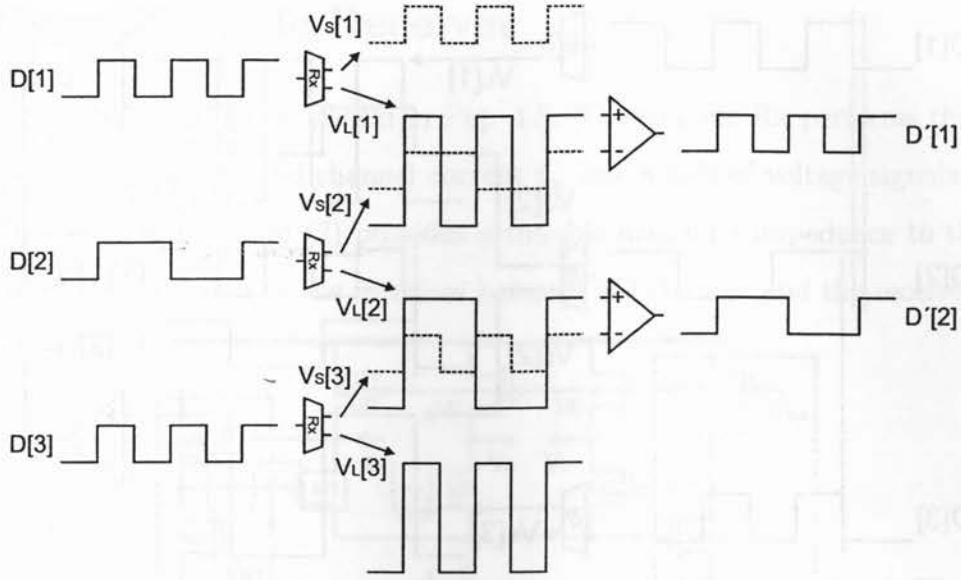 Vs[1]
D[1]
Rx
VL[1]
+
-
D´[1]
Vs[2]
D[2]
Rx
VL[2]
+
-
D´[2]
Vs[3]
D[3]
Rx
VL[3]